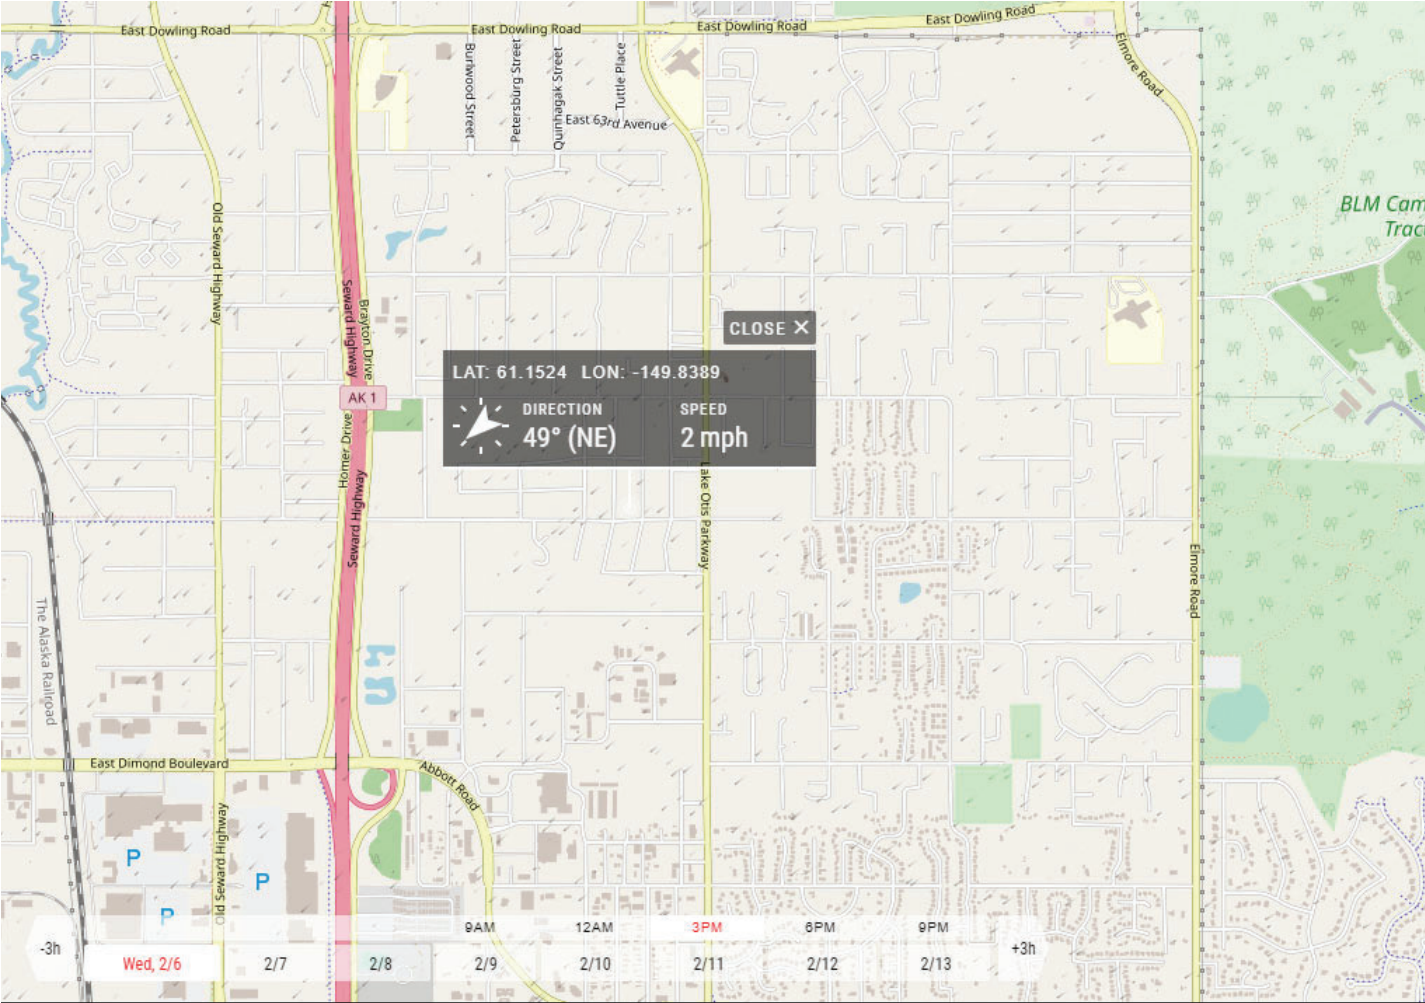 East Dowling Road
East Dowling Road
East Dowling Road
East Dowling Road
Elmore Road
Burlwood Street
Petersburg Street
Quinhagak Street
Tuttle Place
East 63rd Avenue
Old Seward Highway
BLM Cam
Tract
Seward Highway
Brayton Drive
CLOSE ✕
LAT: 61.1524 LON: -149.8389
DIRECTION
49° (NE)
SPEED
2 mph
AK 1
Homer Drive
Seward Highway
Lake Otis Parkway
Elmore Road
The Alaska Railroad
East Dimond Boulevard
Abbott Road
Old Seward Highway
P
P
P
9AM 12AM 3PM 6PM 9PM
-3h
+3h
Wed, 2/6 2/7 2/8 2/9 2/10 2/11 2/12 2/13